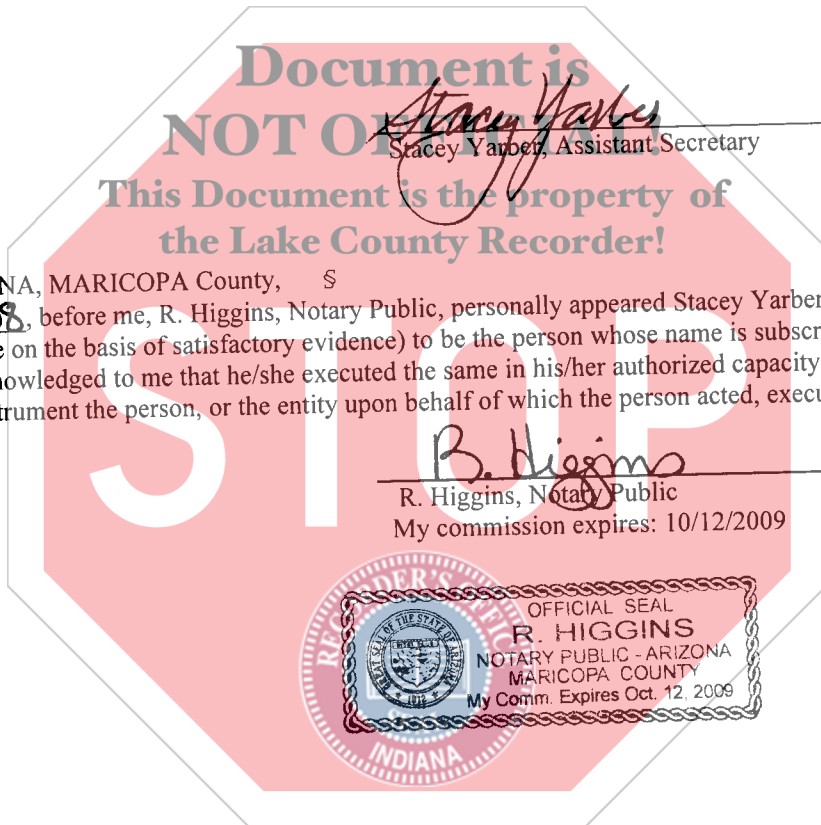 Document is
NOT OFFICIAL!
This Document is the property of
the Lake County Recorder!
Stacey Yarber
Stacey Yarber, Assistant Secretary
NA, MARICOPA County, §
08, before me, R. Higgins, Notary Public, personally appeared Stacey Yarber
e on the basis of satisfactory evidence) to be the person whose name is subscr
nowledged to me that he/she executed the same in his/her authorized capacity
trument the person, or the entity upon behalf of which the person acted, execu
STOP
B. Higgins
R. Higgins, Notary Public
My commission expires: 10/12/2009
RECORDER'S OFFICE
INDIANA
GREAT SEAL OF THE STATE OF ARIZONA
1912
OFFICIAL SEAL
R. HIGGINS
NOTARY PUBLIC - ARIZONA
MARICOPA COUNTY
My Comm. Expires Oct. 12, 2009